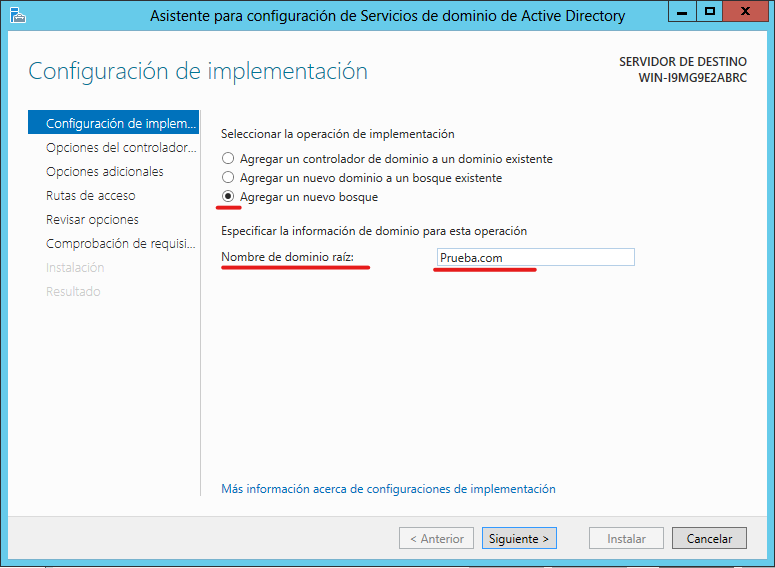 Asistente para configuración de Servicios de dominio de Active Directory
Configuración de implementación
SERVIDOR DE DESTINO
WIN-I9MG9E2ABRC
Configuración de implem...
Opciones del controlador...
Opciones adicionales
Rutas de acceso
Revisar opciones
Comprobación de requisi...
Instalación
Resultado
Seleccionar la operación de implementación
Agregar un controlador de dominio a un dominio existente
Agregar un nuevo dominio a un bosque existente
Agregar un nuevo bosque
Especificar la información de dominio para esta operación
Nombre de dominio raíz: Prueba.com
Más información acerca de configuraciones de implementación
< Anterior Siguiente > Instalar Cancelar